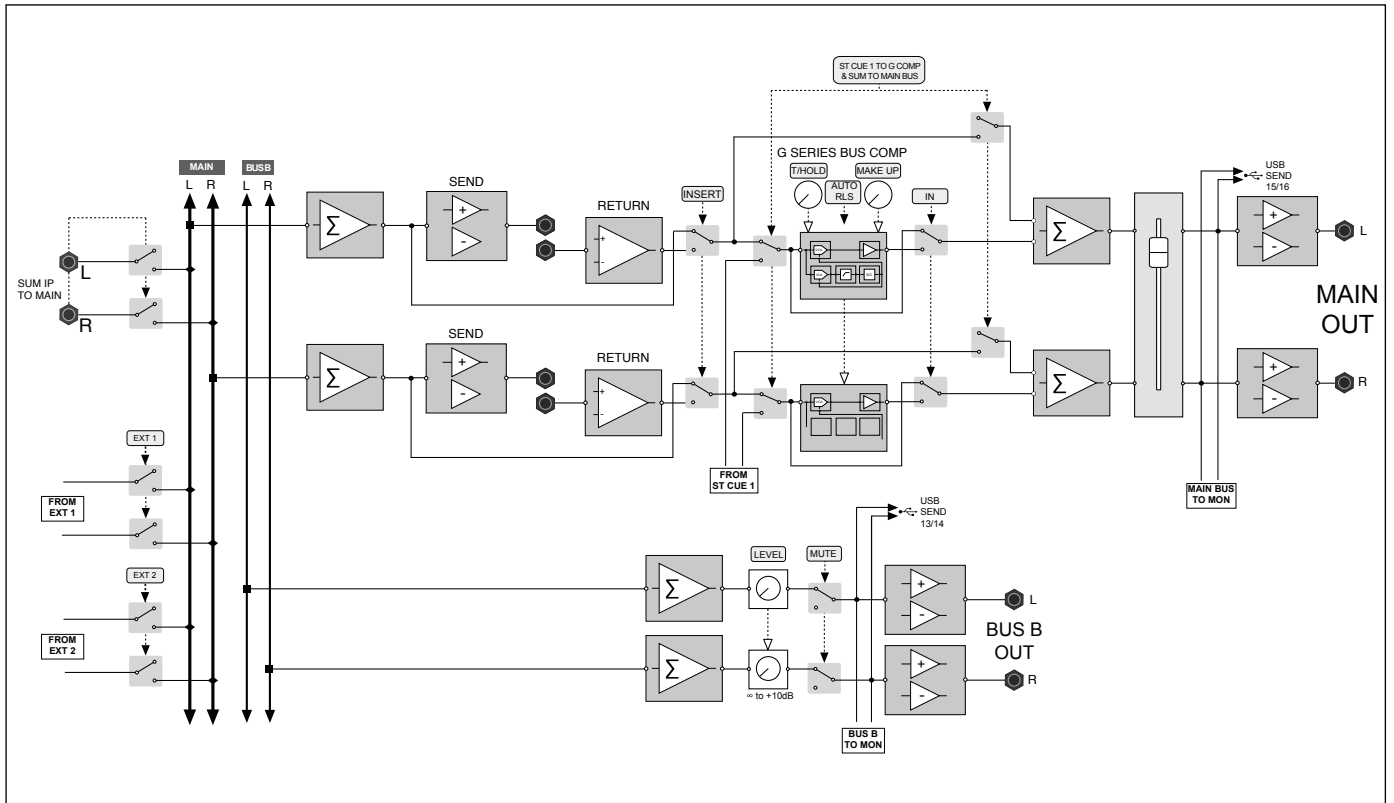 ST CUE 1 TO G COMP
& SUM TO MAIN BUS
G SERIES BUS COMP
T/HOLD
AUTO
RLS
MAKE UP
IN
INSERT
MAIN
BUSB
L R
L R
SEND
RETURN
Σ
+
-
+
-
Σ
USB
SEND
15/16
+
-
L
SUM IP
TO MAIN
L
R
MAIN
OUT
SEND
RETURN
Σ
+
-
+
-
Σ
+
-
R
FROM
ST CUE 1
MAIN BUS
TO MON
EXT 1
FROM
EXT 1
EXT 2
FROM
EXT 2
USB
SEND
13/14
LEVEL
MUTE
Σ
+
-
L
BUS B
OUT
Σ
+
-
R
∞ to +10dB
BUS B
TO MON